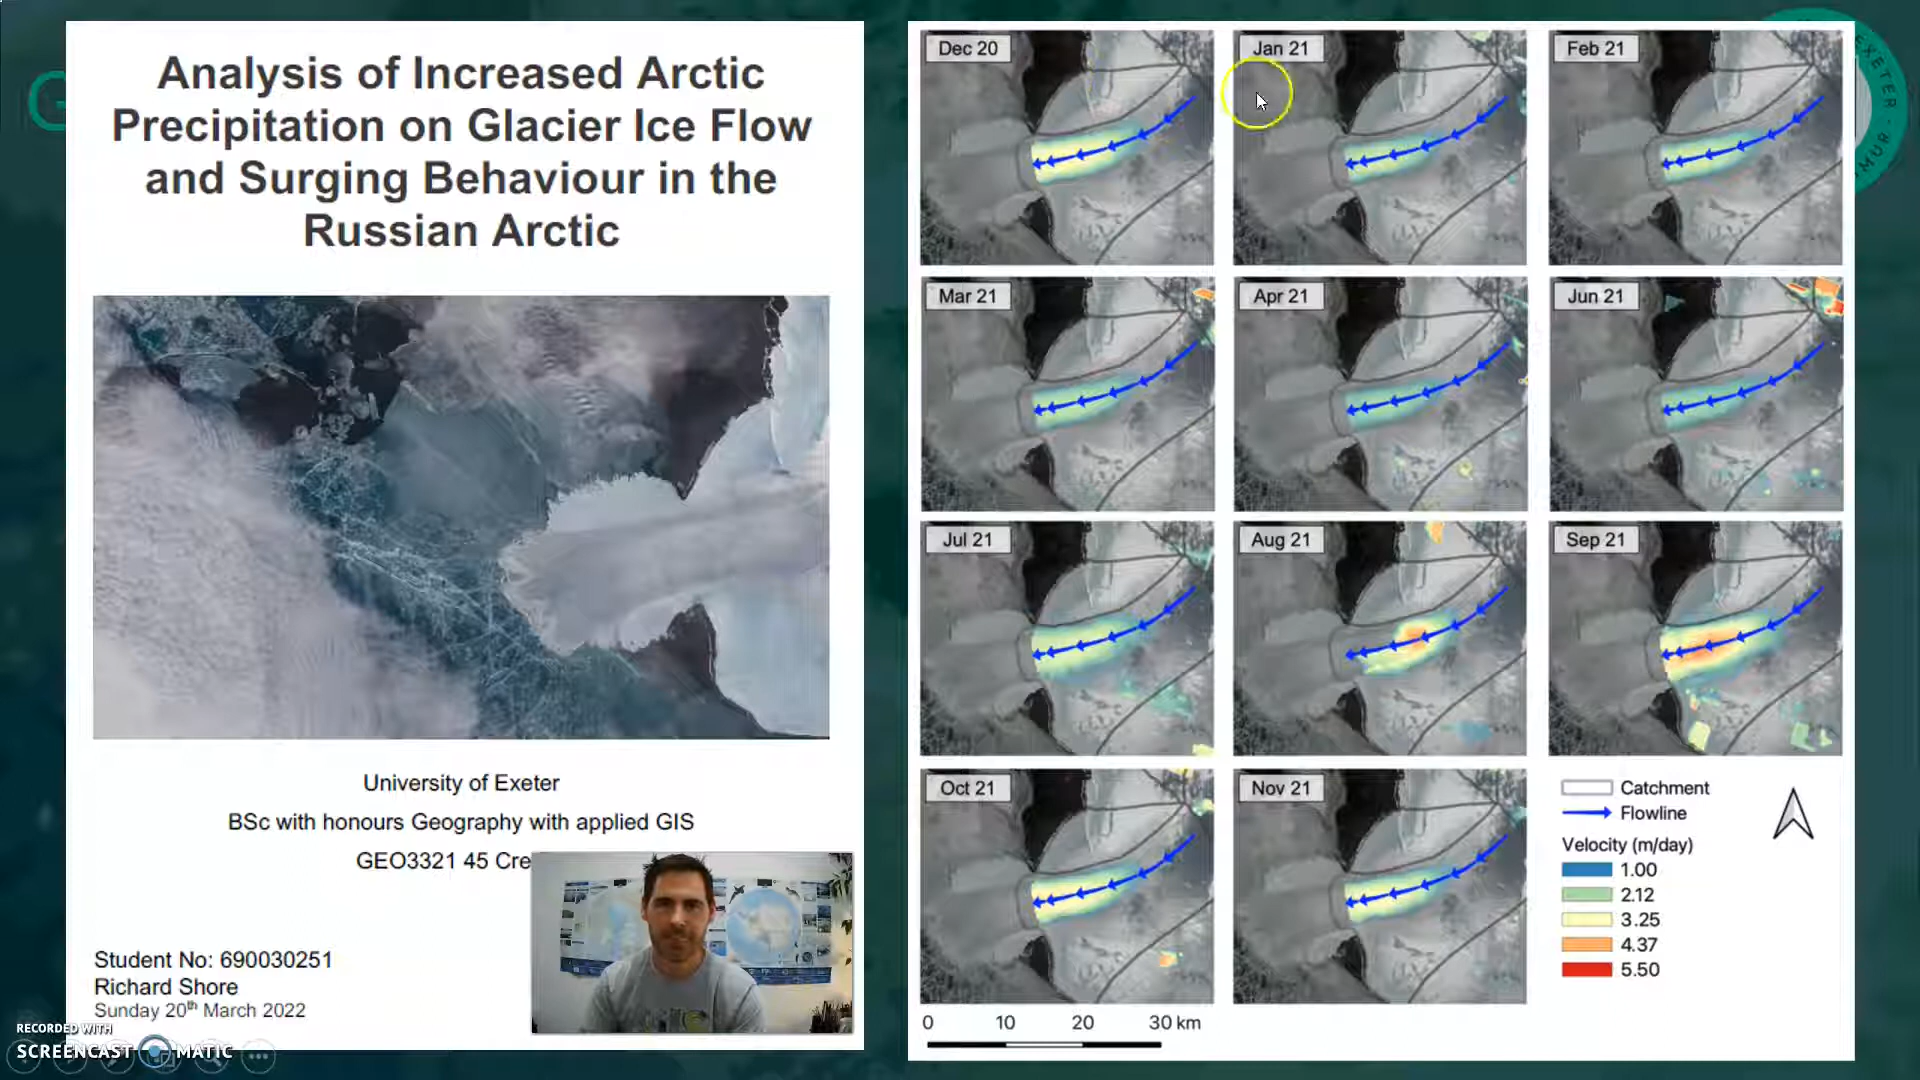 Analysis of Increased Arctic
Precipitation on Glacier Ice Flow
and Surging Behaviour in the
Russian Arctic
University of Exeter
BSc with honours Geography with applied GIS
GEO3321 45 Cre
Student No: 690030251
Richard Shore
Sunday 20th March 2022
RECORDED WITH
SCREENCAST MATIC
Dec 20
Jan 21
Feb 21
Mar 21
Apr 21
Jun 21
Jul 21
Aug 21
Sep 21
Oct 21
Nov 21
Catchment
Flowline
Velocity (m/day)
1.00
2.12
3.25
4.37
5.50
0 10 20 30 km
EXETER